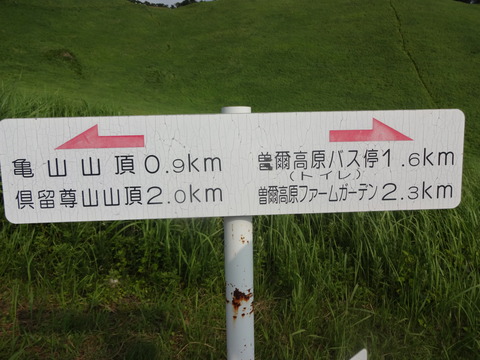 亀山山頂0.9km
倶留尊山山頂2.0km
曽爾高原バス停1.6km
(トイレ)
曽爾高原ファームガーデン2.3km